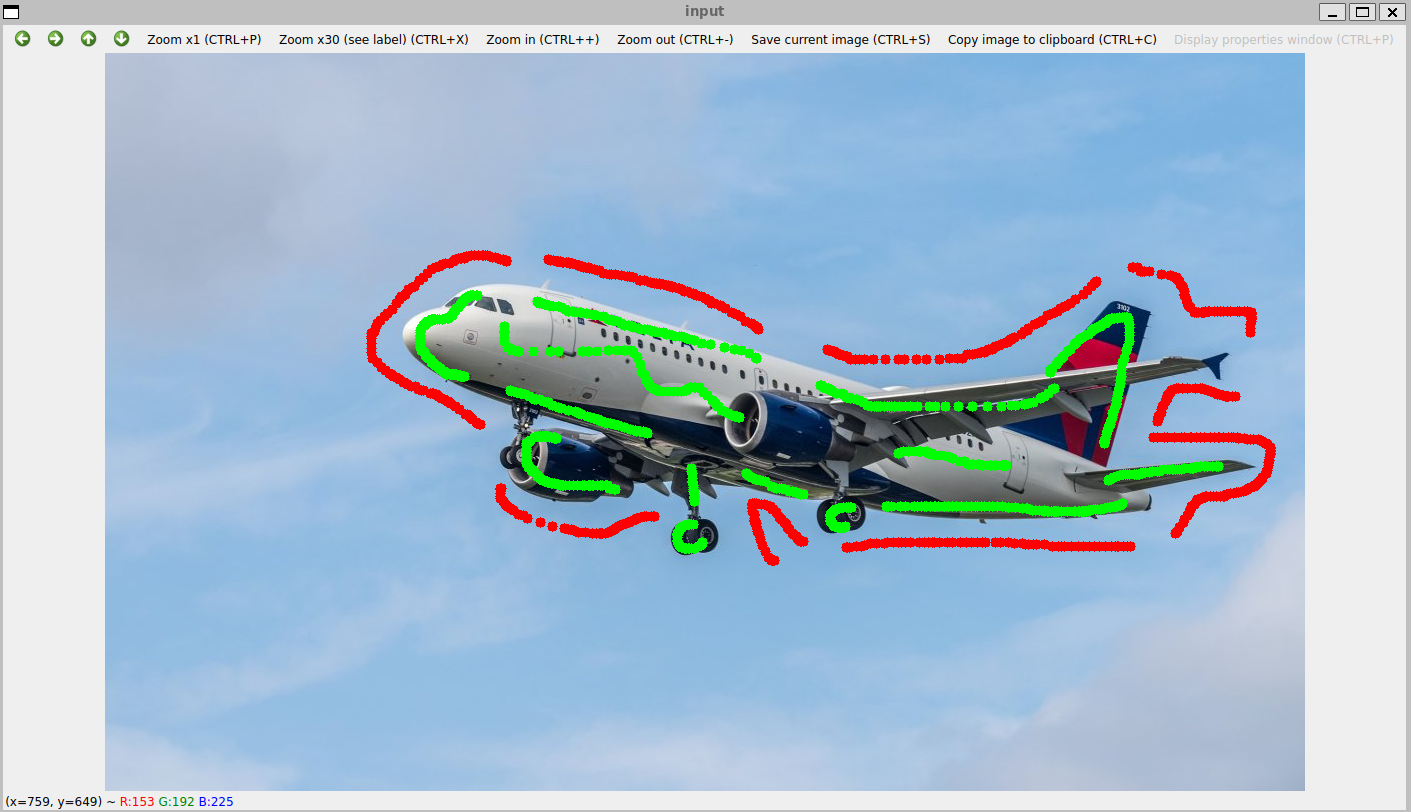 input
Zoom x1 (CTRL+P) Zoom x30 (see label) (CTRL+X) Zoom in (CTRL++) Zoom out (CTRL+-) Save current image (CTRL+S) Copy image to clipboard (CTRL+C) Display properties window (CTRL+P)
3102
(x=759, y=649) ~ R:153 G:192 B:225